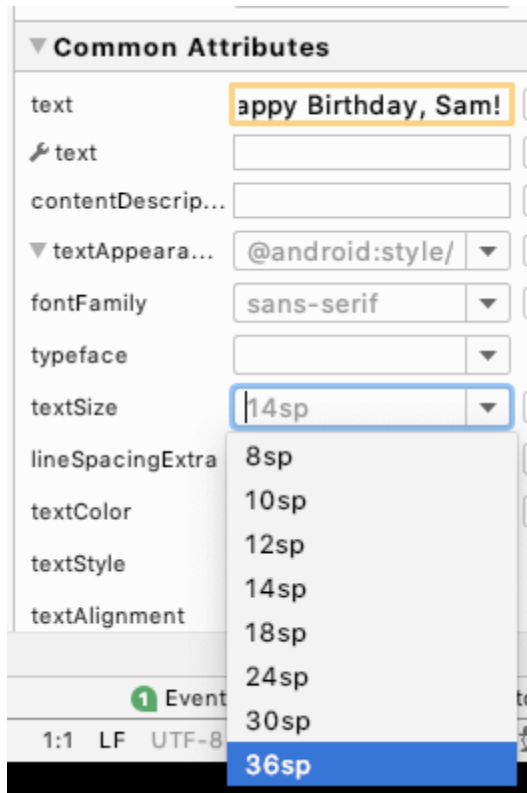 Common Attributes
text appy Birthday, Sam!
text
contentDescrip...
textAppeara... @android:style/
fontFamily sans-serif
typeface
textSize 14sp
lineSpacingExtra 8sp
10sp
textColor
12sp
textStyle
14sp
textAlignment
18sp
24sp
1 Event
30sp
1:1 LF UTF-8
36sp